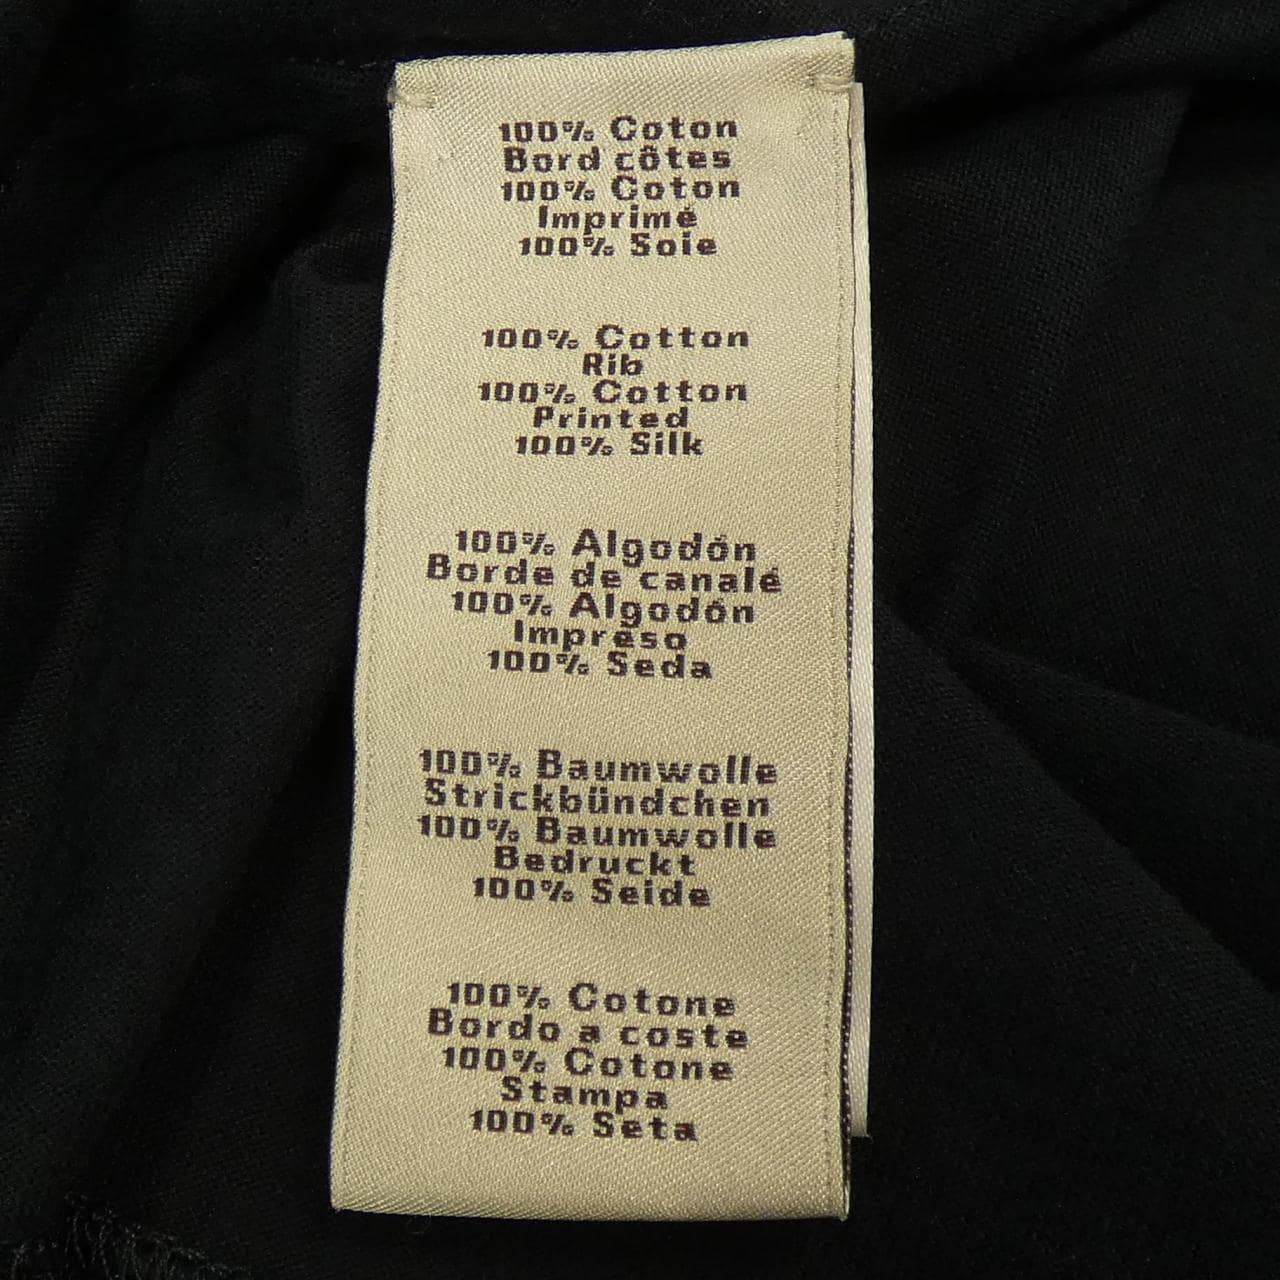 100% Coton
Bord côtes
100% Coton
Imprimé
100% Soie
100% Cotton
Rib
100% Cotton
Printed
100% Silk
100% Algodón
Borde de canalé
100% Algodón
Impréso
100% Seda
100% Baumwolle
Strickbündchen
100% Baumwolle
Bedruckt
100% Seide
100% Cotone
Bordo a coste
100% Cotone
Stampa
100% Seta